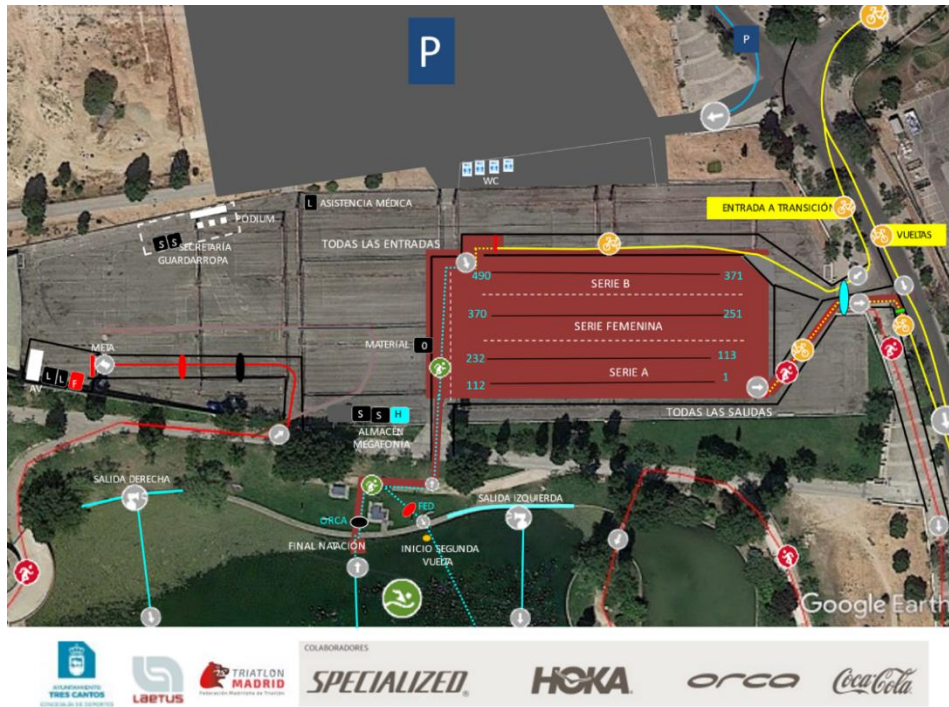 P
P
WC
ENTRADA A TRANSICIÓN
VUELTAS
L ASISTENCIA MÉDICA
PODIUM
S S SECRETARÍA
GUARDARROPA
TODAS LAS ENTRADAS
490 371
SERIE B
370 251
SERIE FEMENINA
MATERIAL 0
232 113
SERIE A
112 1
META
AV L L F
TODAS LAS SALIDAS
S S H
ALMACÉN
MEGAFONÍA
SALIDA DERECHA
SALIDA IZQUIERDA
ORCA
FED
FINAL NATACIÓN
INICIO SEGUNDA
VUELTA
Google Earth
COLABORADORES
AYUNTAMIENTO
TRES CANTOS
CONCEJALÍA DE DEPORTES
LAETUS
TRIATLON
MADRID
Federación Madrileña de Triatlón
SPECIALIZED
HOKA
orca
Coca-Cola